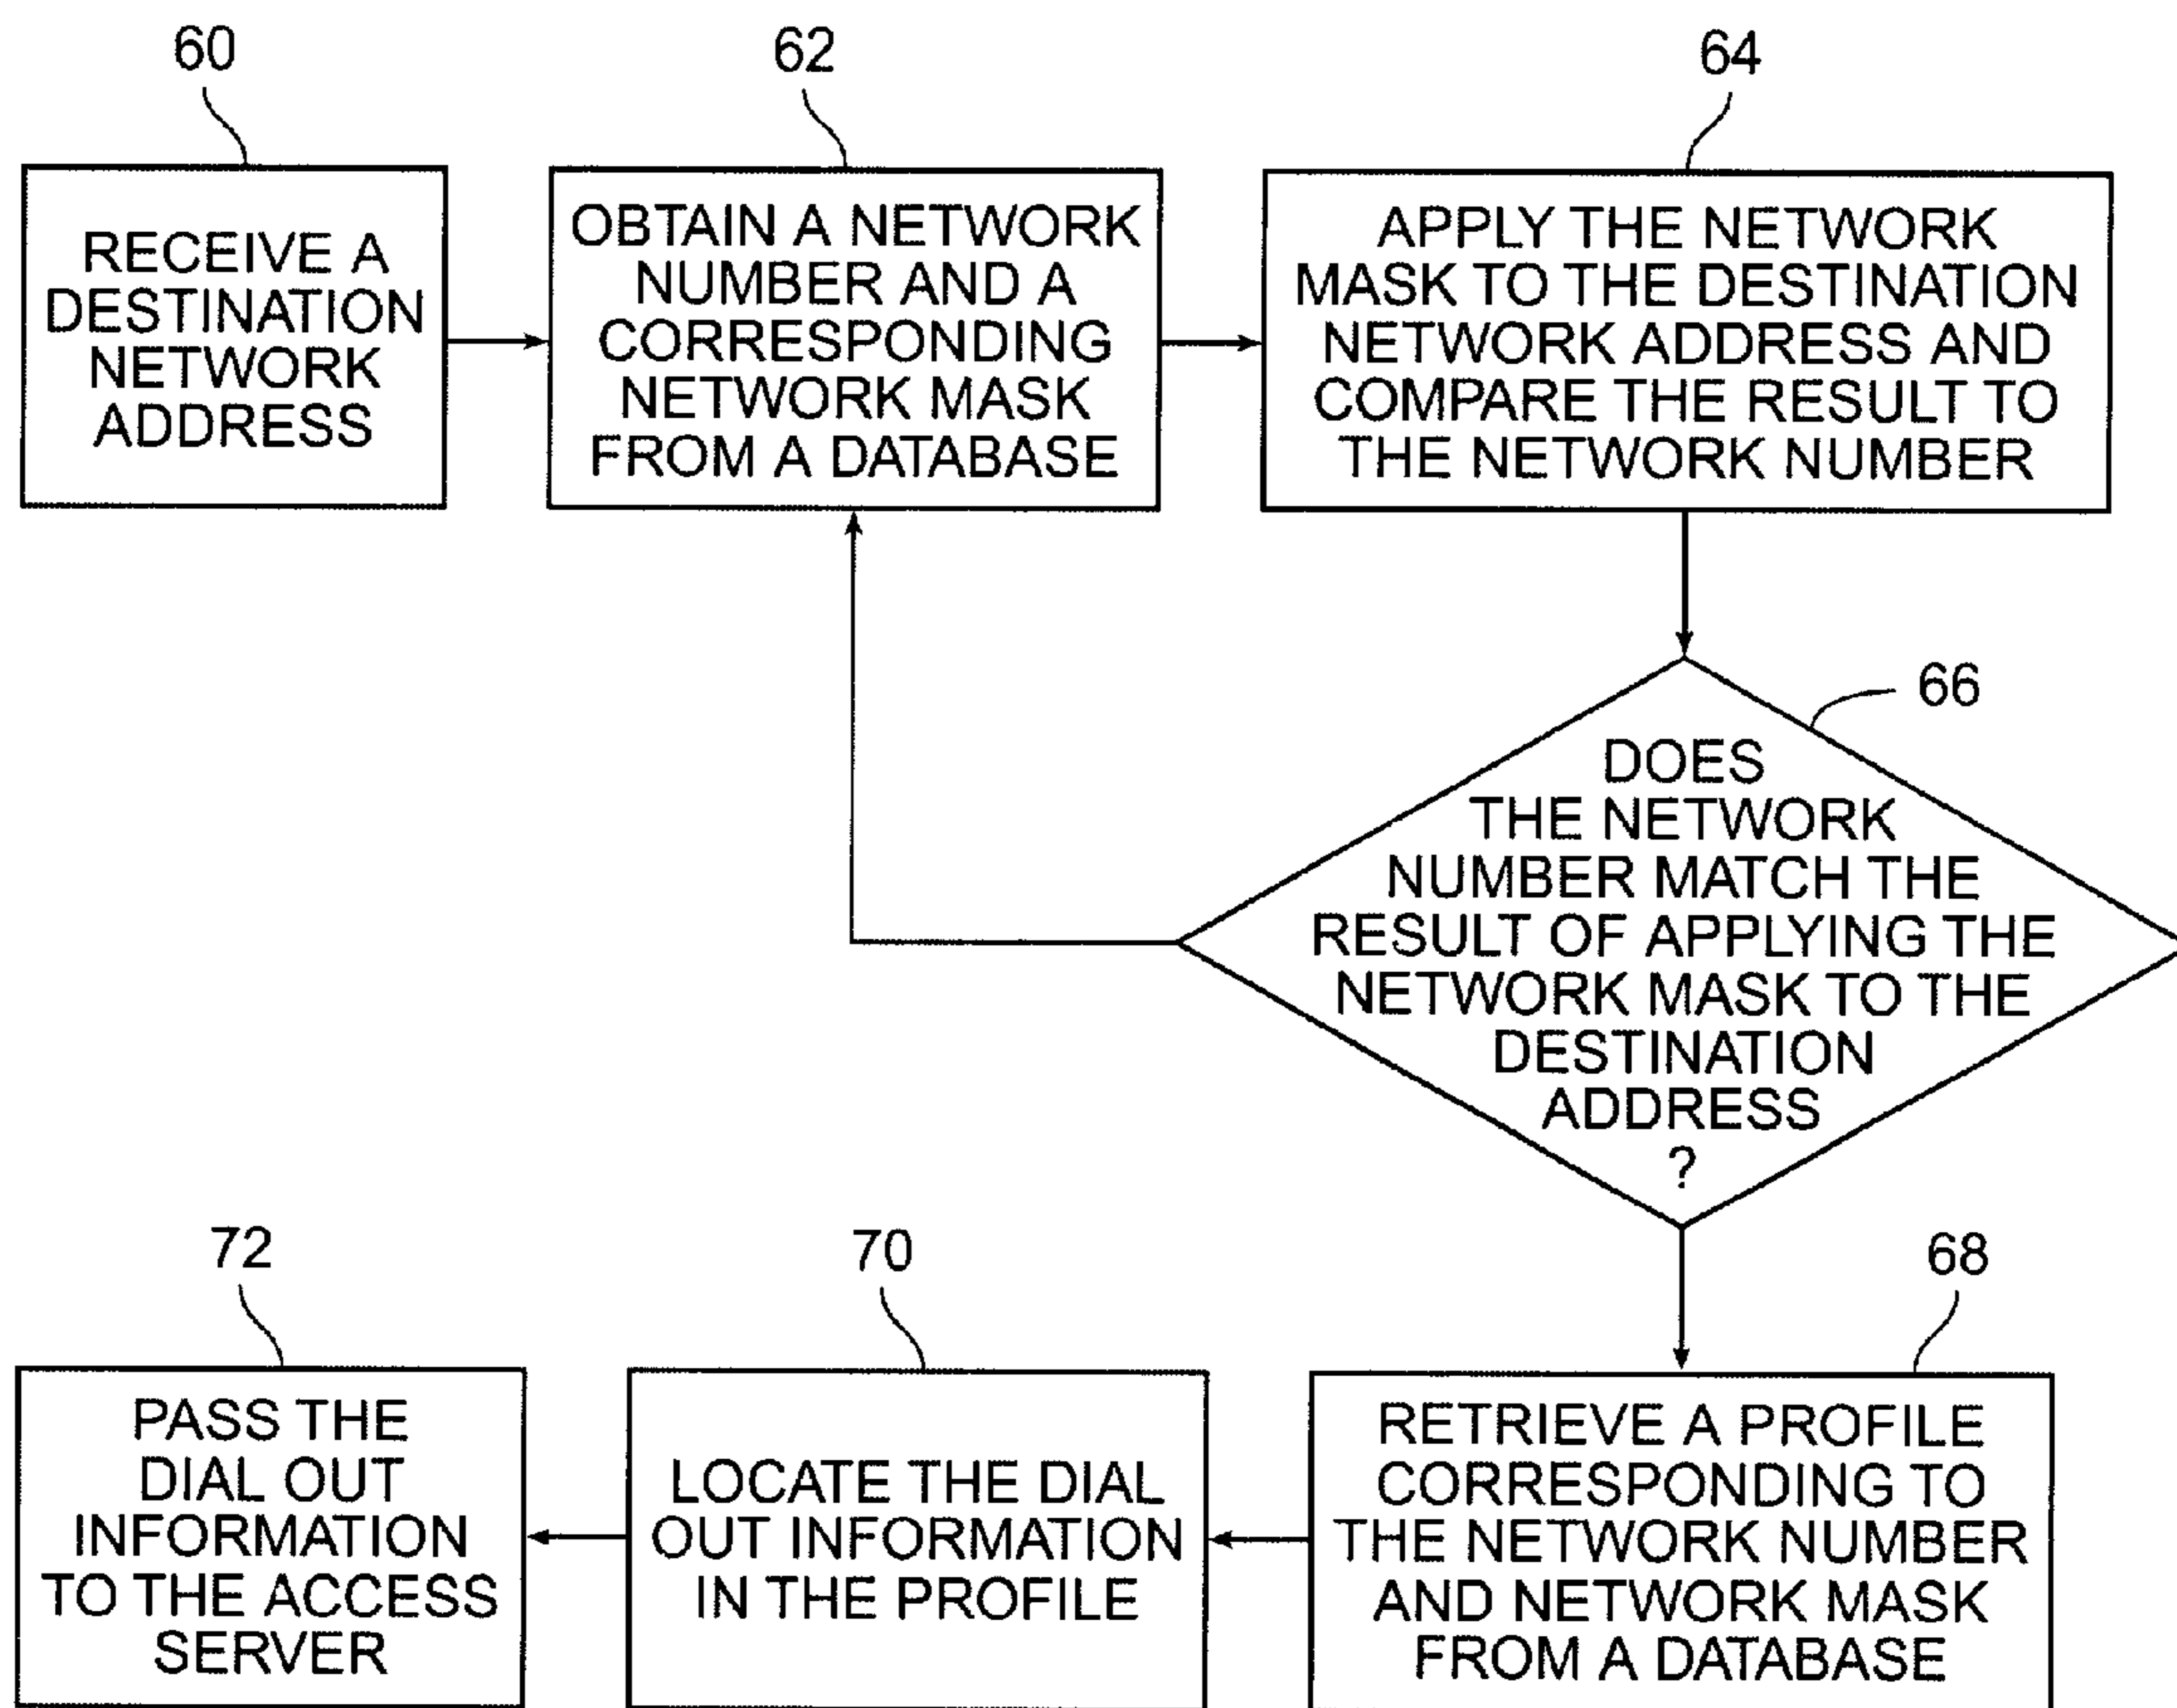 60
RECEIVE A
DESTINATION
NETWORK
ADDRESS
62
OBTAIN A NETWORK
NUMBER AND A
CORRESPONDING
NETWORK MASK
FROM A DATABASE
64
APPLY THE NETWORK
MASK TO THE DESTINATION
NETWORK ADDRESS AND
COMPARE THE RESULT TO
THE NETWORK NUMBER
66
DOES
THE NETWORK
NUMBER MATCH THE
RESULT OF APPLYING THE
NETWORK MASK TO THE
DESTINATION
ADDRESS
?
68
RETRIEVE A PROFILE
CORRESPONDING TO
THE NETWORK NUMBER
AND NETWORK MASK
FROM A DATABASE
70
LOCATE THE DIAL
OUT INFORMATION
IN THE PROFILE
72
PASS THE
DIAL OUT
INFORMATION
TO THE ACCESS
SERVER